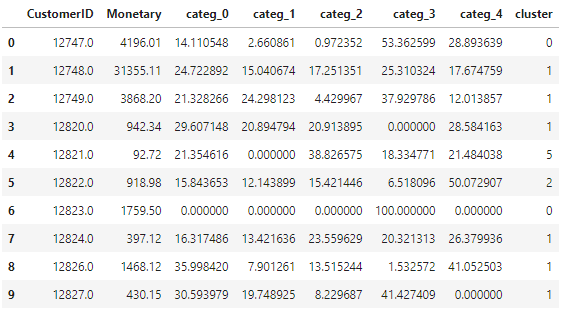 CustomerID Monetary categ_0 categ_1 categ_2 categ_3 categ_4 cluster
0 12747.0 4196.01 14.110548 2.660861 0.972352 53.362599 28.893639 0
1 12748.0 31355.11 24.722892 15.040674 17.251351 25.310324 17.674759 1
2 12749.0 3868.20 21.328266 24.298123 4.429967 37.929786 12.013857 1
3 12820.0 942.34 29.607148 20.894794 20.913895 0.000000 28.584163 1
4 12821.0 92.72 21.354616 0.000000 38.826575 18.334771 21.484038 5
5 12822.0 918.98 15.843653 12.143899 15.421446 6.518096 50.072907 2
6 12823.0 1759.50 0.000000 0.000000 0.000000 100.000000 0.000000 0
7 12824.0 397.12 16.317486 13.421636 23.559629 20.321313 26.379936 1
8 12826.0 1468.12 35.998420 7.901261 13.515244 1.532572 41.052503 1
9 12827.0 430.15 30.593979 19.748925 8.229687 41.427409 0.000000 1